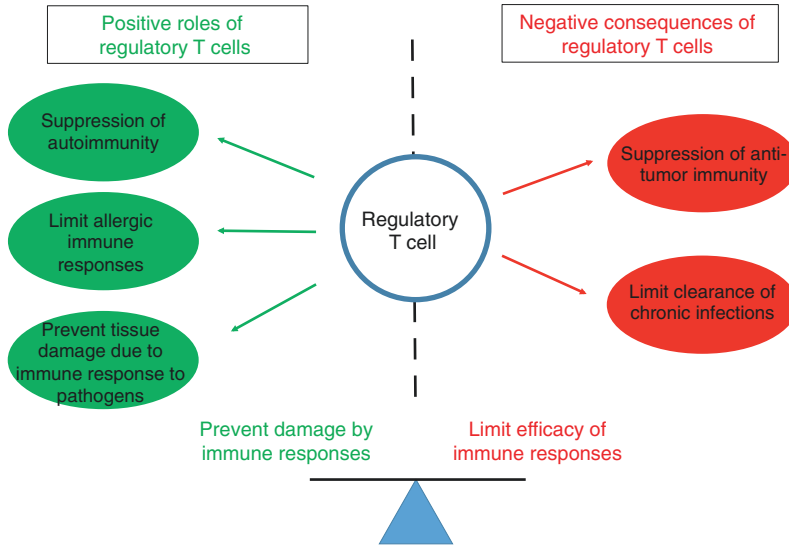 Positive roles of
regulatory T cells
Negative consequences of
regulatory T cells
Suppression of
autoimmunity
Limit allergic
immune
responses
Prevent tissue
damage due to
immune response to
pathogens
Regulatory
T cell
Suppression of anti-
tumor immunity
Limit clearance of
chronic infections
Prevent damage by
immune responses
Limit efficacy of
immune responses